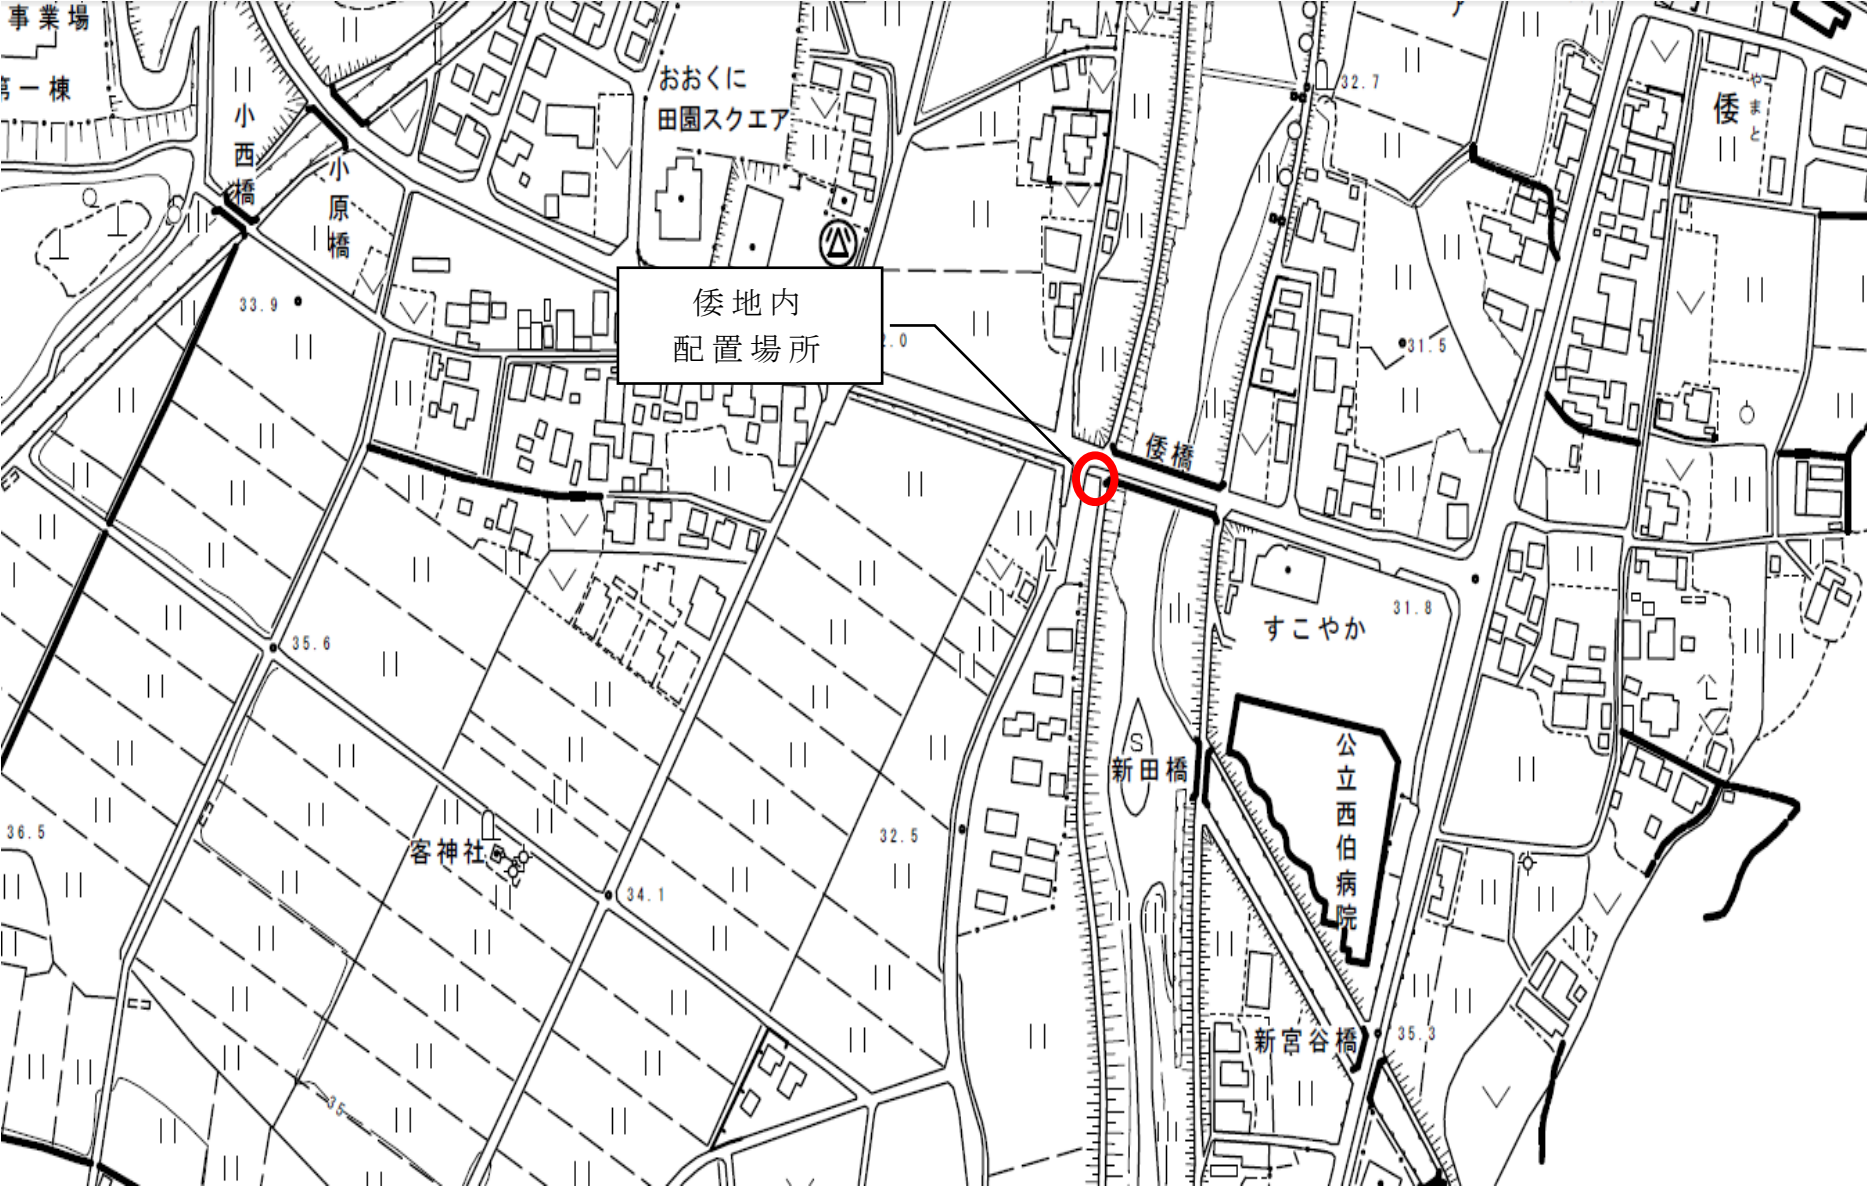 事業場
第一棟
小西橋
小原橋
おおくに
田園スクエア
32.7
倭
やまと
33.9
倭地内
配置場所
2.0
31.5
倭橋
31.8
すこやか
35.6
新田橋
S
公立西伯病院
36.5
客神社
32.5
34.1
新宮谷橋
35.3
35